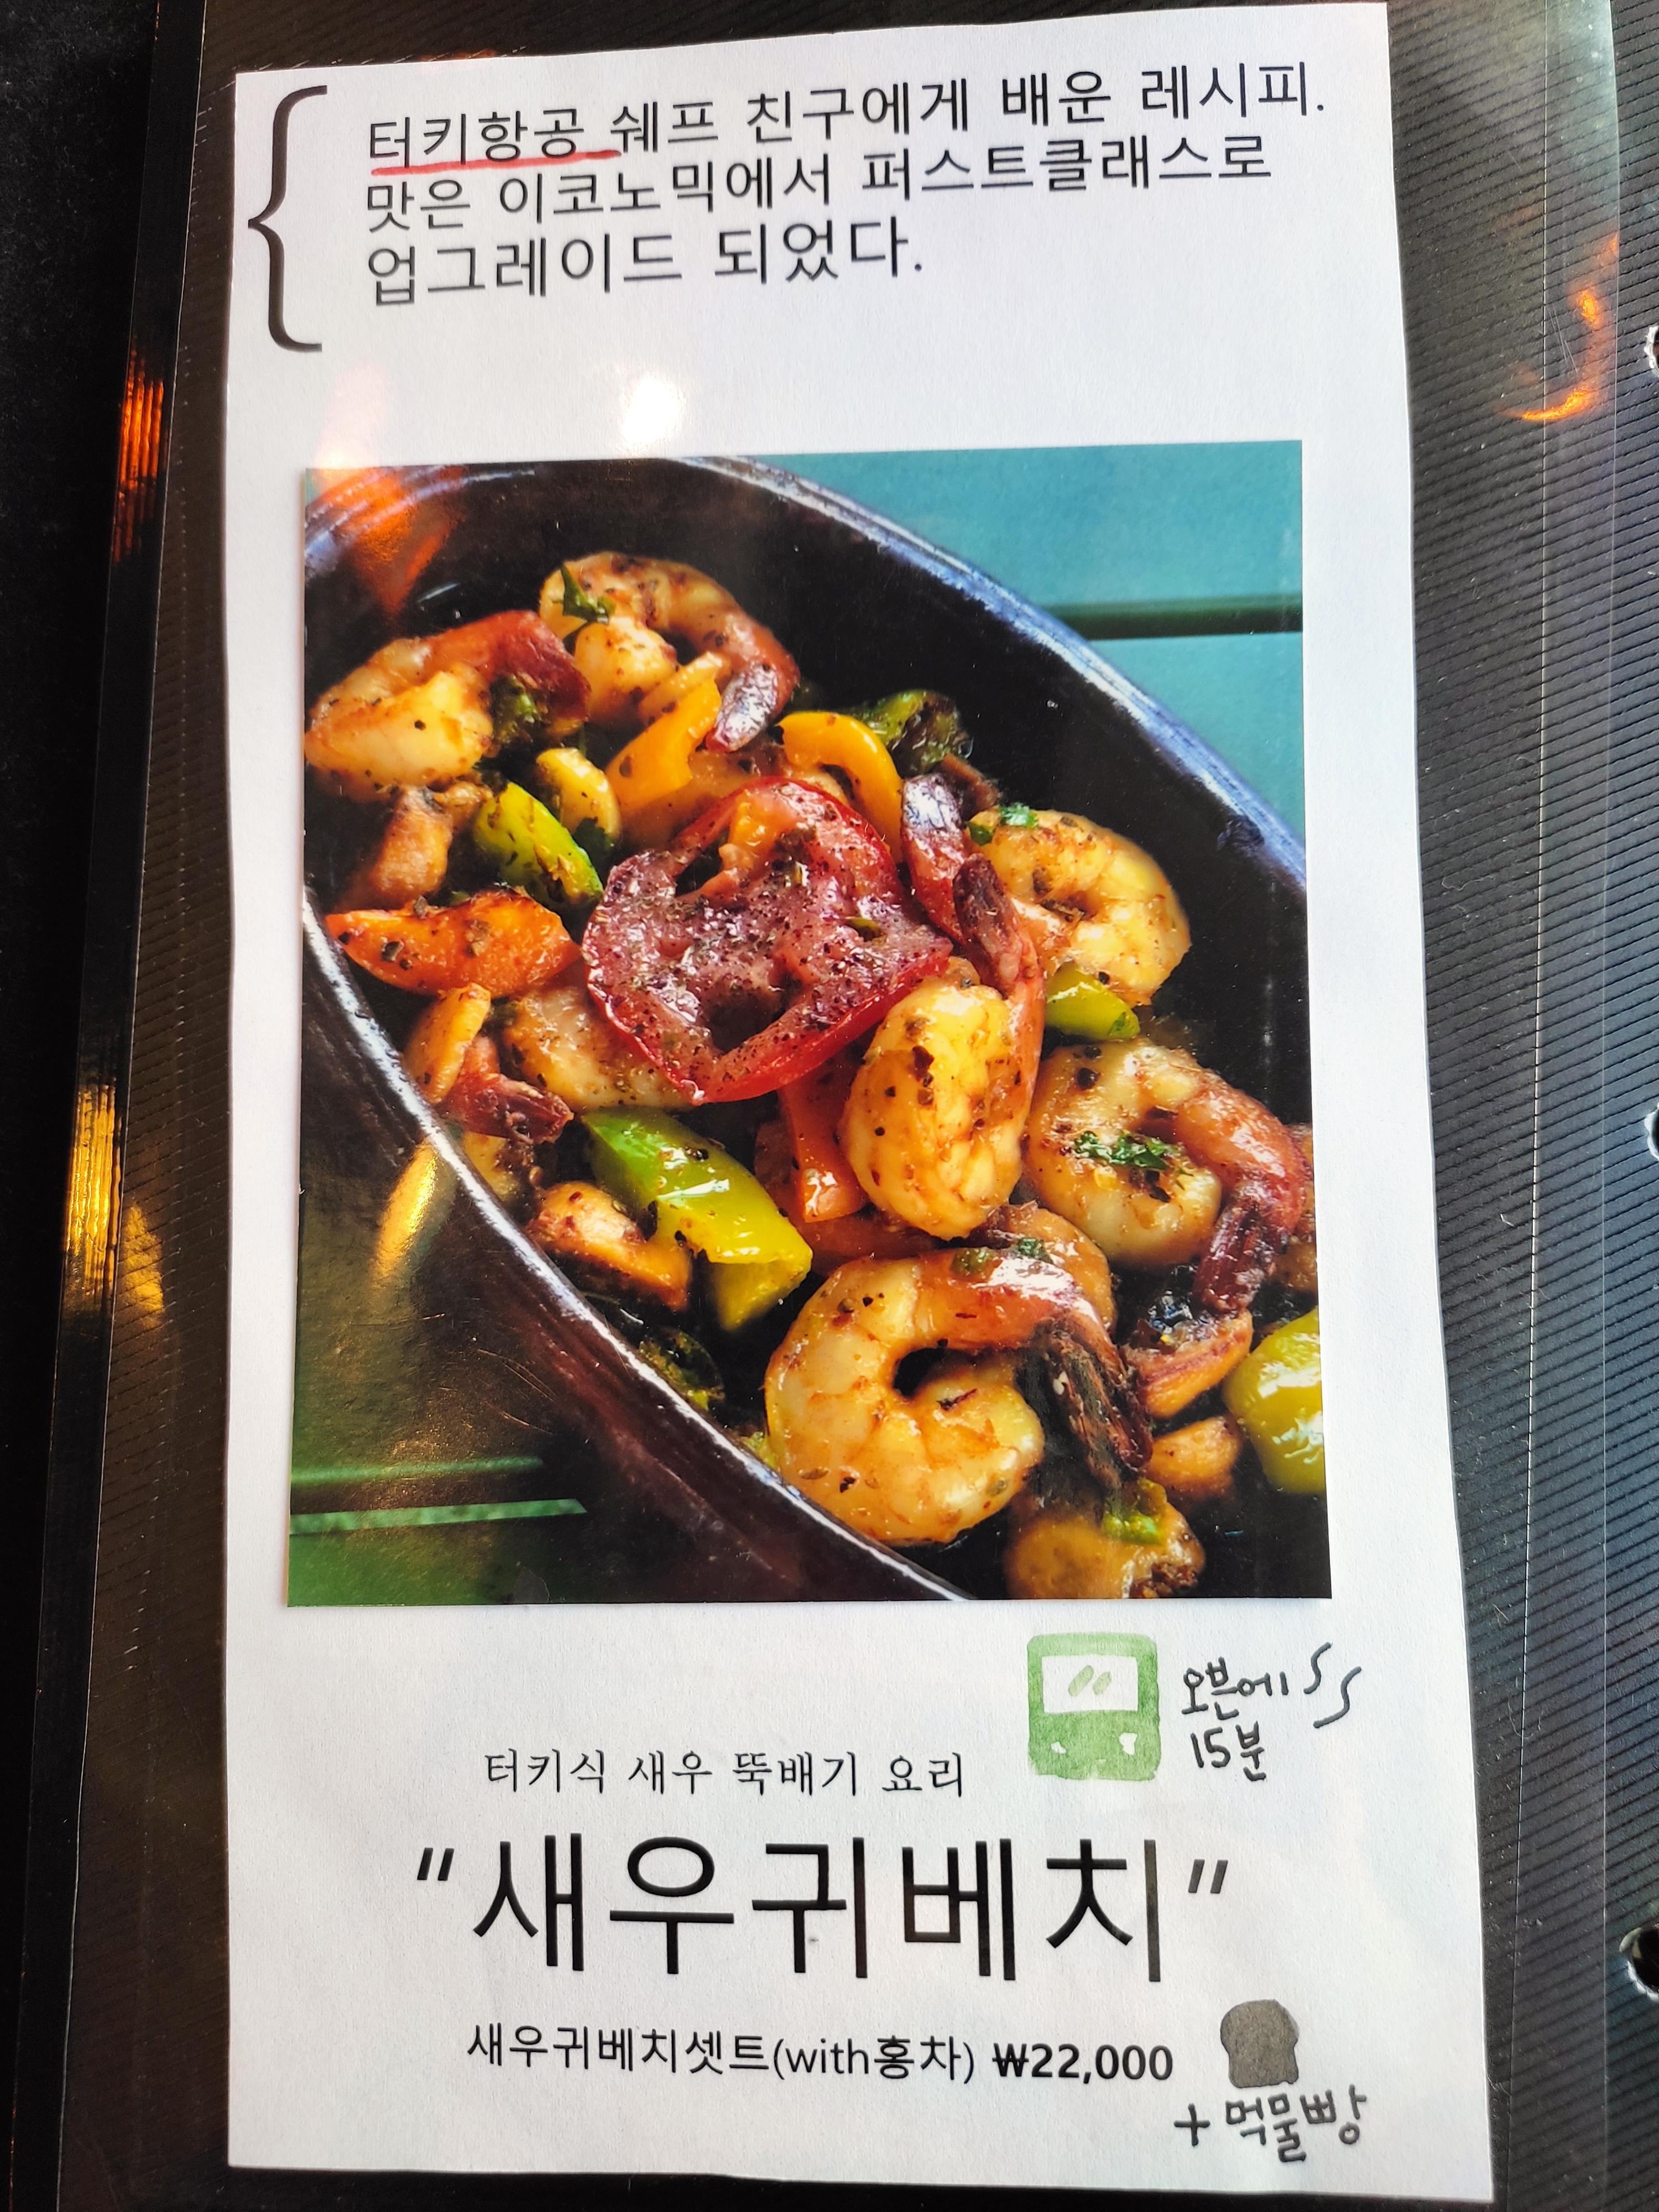 터키항공 쉐프 친구에게 배운 레시피.
맛은 이코노믹에서 퍼스트클래스로
업그레이드 되었다.
오븐에
15분
터키식 새우 뚝배기 요리
"새우귀베치"
새우귀베치셋트(with홍차) ₩22,000
+ 먹물빵